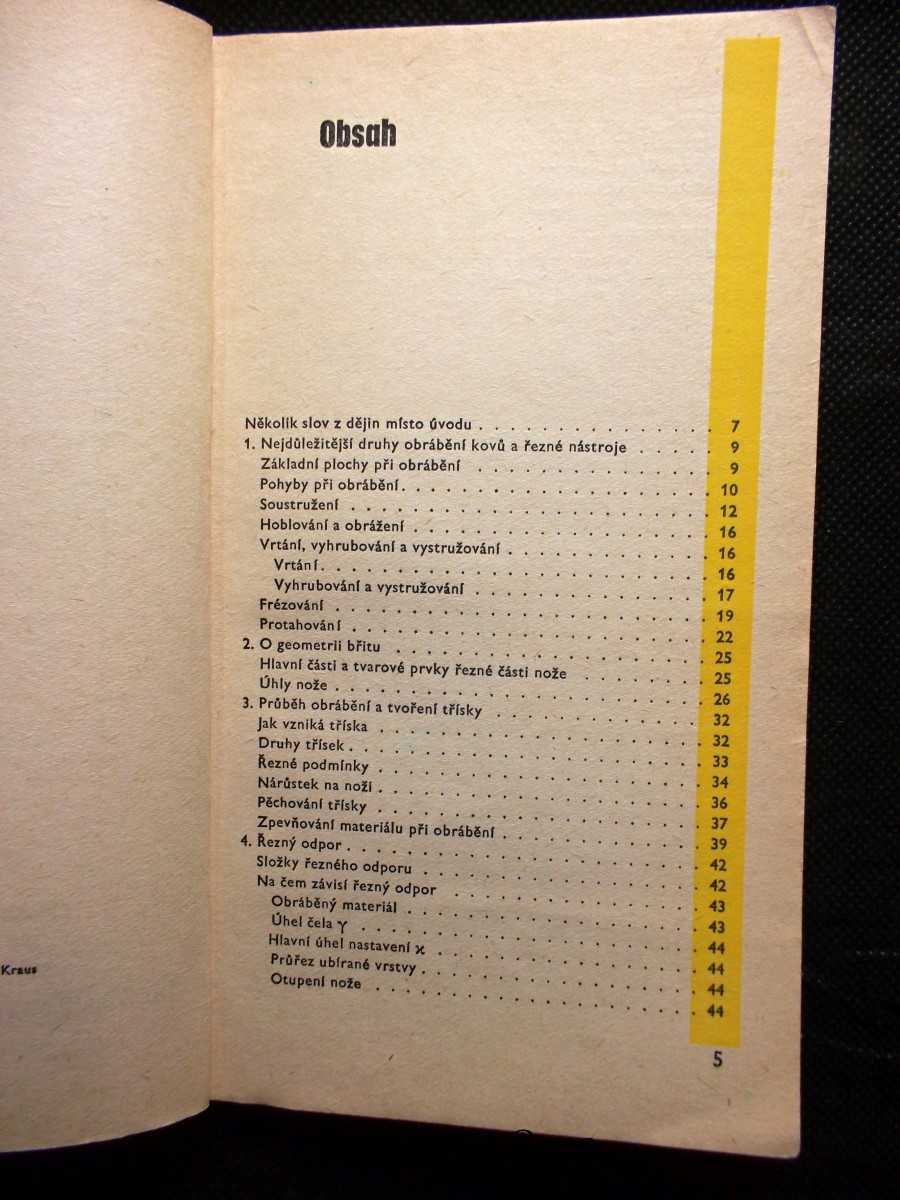 Obsah
Několik slov z dějin místo úvodu . . . . . . . . . . . . . . . 7
1. Nejdůležitější druhy obrábění kovů a řezné nástroje . . . . . 9
Základní plochy při obrábění . . . . . . . . . . . . . . . 9
Pohyby při obrábění. . . . . . . . . . . . . . . . . . . 10
Soustružení . . . . . . . . . . . . . . . . . . . . . . 12
Hoblování a obrážení . . . . . . . . . . . . . . . . . . 16
Vrtání, vyhrubování a vystružování . . . . . . . . . . . . 16
Vrtání. . . . . . . . . . . . . . . . . . . . . . . . 16
Vyhrubování a vystružování . . . . . . . . . . . . . . 17
Frézování . . . . . . . . . . . . . . . . . . . . . . . 19
Protahování . . . . . . . . . . . . . . . . . . . . . . 22
2. O geometrii břitu . . . . . . . . . . . . . . . . . . . . 25
Hlavní části a tvarové prvky řezné části nože . . . . . . . 25
Úhly nože . . . . . . . . . . . . . . . . . . . . . . . 26
3. Průběh obrábění a tvoření třísky . . . . . . . . . . . . . 32
Jak vzniká tříska . . . . . . . . . . . . . . . . . . . . 32
Druhy třísek . . . . . . . . . . . . . . . . . . . . . . 33
Řezné podmínky . . . . . . . . . . . . . . . . . . . . 34
Nárůstek na noži . . . . . . . . . . . . . . . . . . . . 36
Pěchování třísky . . . . . . . . . . . . . . . . . . . . 37
Zpevňování materiálu při obrábění . . . . . . . . . . . . 39
4. Řezný odpor . . . . . . . . . . . . . . . . . . . . . . 42
Složky řezného odporu . . . . . . . . . . . . . . . . . 42
Na čem závisí řezný odpor . . . . . . . . . . . . . . . 43
Obráběný materiál . . . . . . . . . . . . . . . . . . 43
Úhel čela γ . . . . . . . . . . . . . . . . . . . . . 44
Hlavní úhel nastavení ϰ . . . . . . . . . . . . . . . . 44
Průřez ubírané vrstvy . . . . . . . . . . . . . . . . . 44
Otupení nože . . . . . . . . . . . . . . . . . . . . 44
Kraus
5